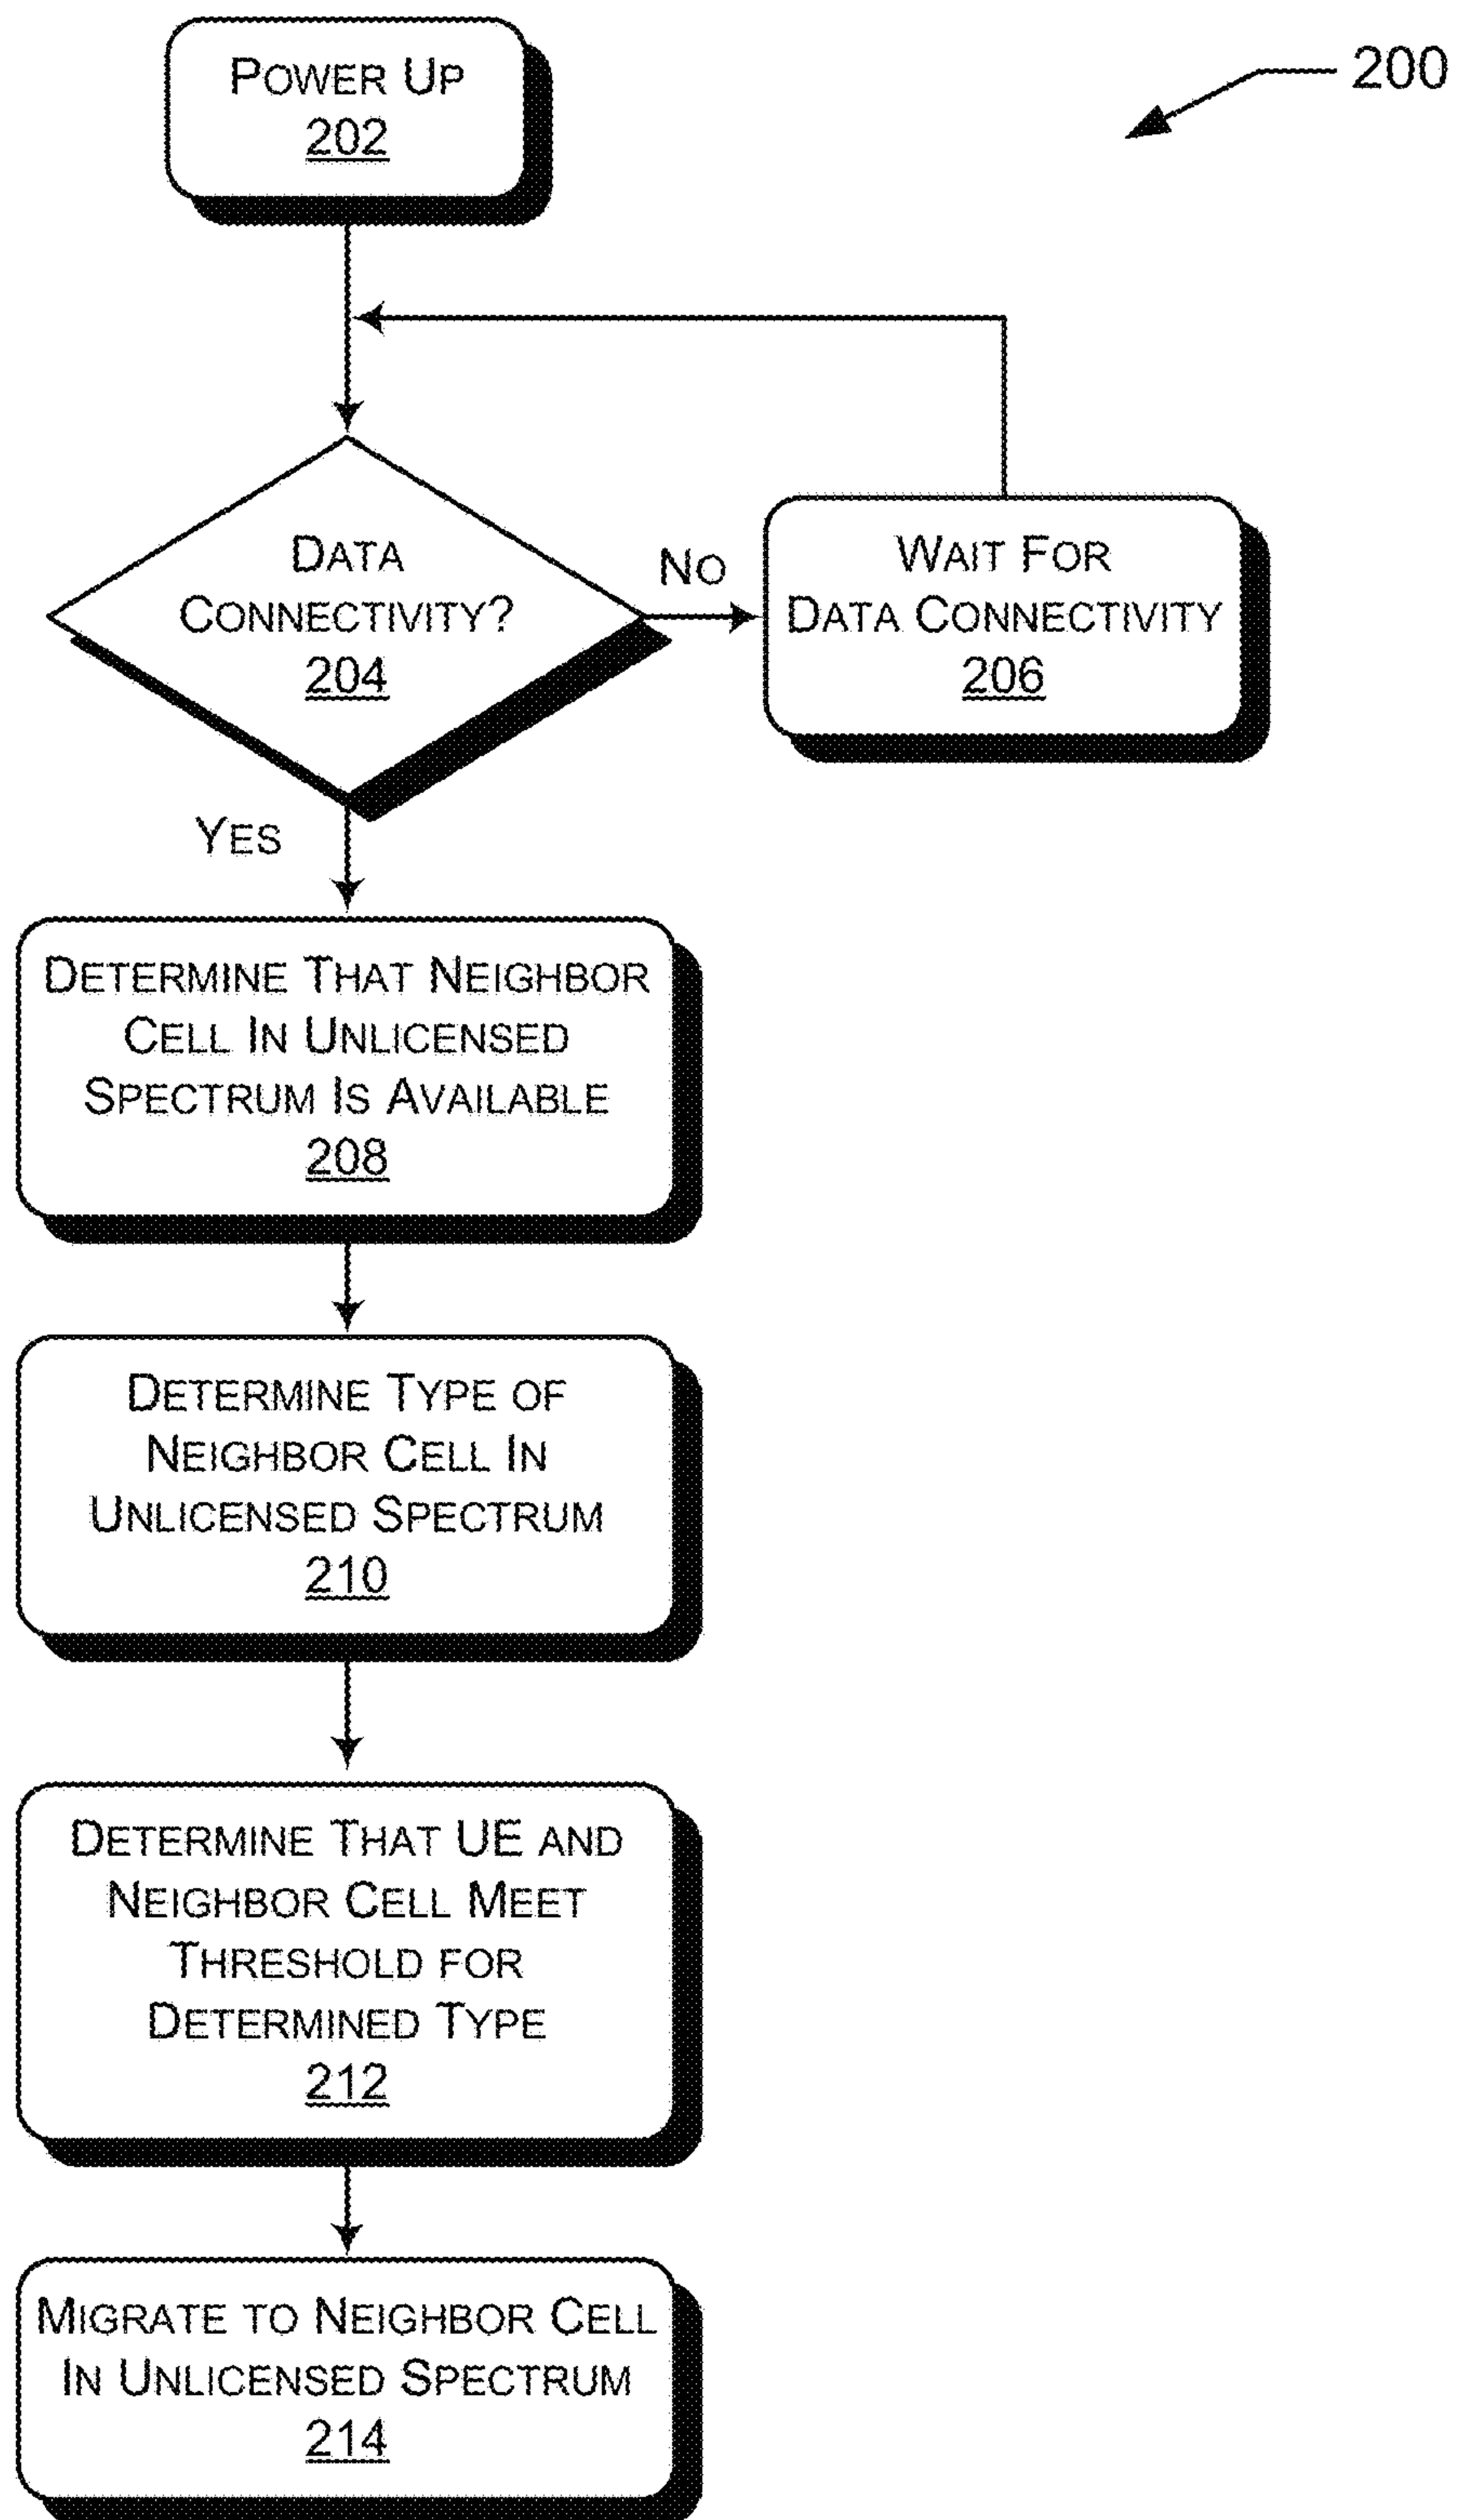 POWER UP
202
200
DATA
CONNECTIVITY?
204
NO
WAIT FOR
DATA CONNECTIVITY
206
YES
DETERMINE THAT NEIGHBOR
CELL IN UNLICENSED
SPECTRUM IS AVAILABLE
208
DETERMINE TYPE OF
NEIGHBOR CELL IN
UNLICENSED SPECTRUM
210
DETERMINE THAT UE AND
NEIGHBOR CELL MEET
THRESHOLD FOR
DETERMINED TYPE
212
MIGRATE TO NEIGHBOR CELL
IN UNLICENSED SPECTRUM
214